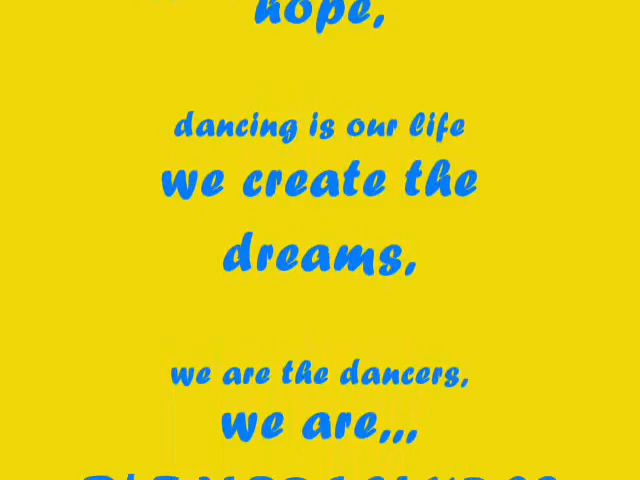 hope,
dancing is our life
we create the
dreams,
we are the dancers,
we are,,,